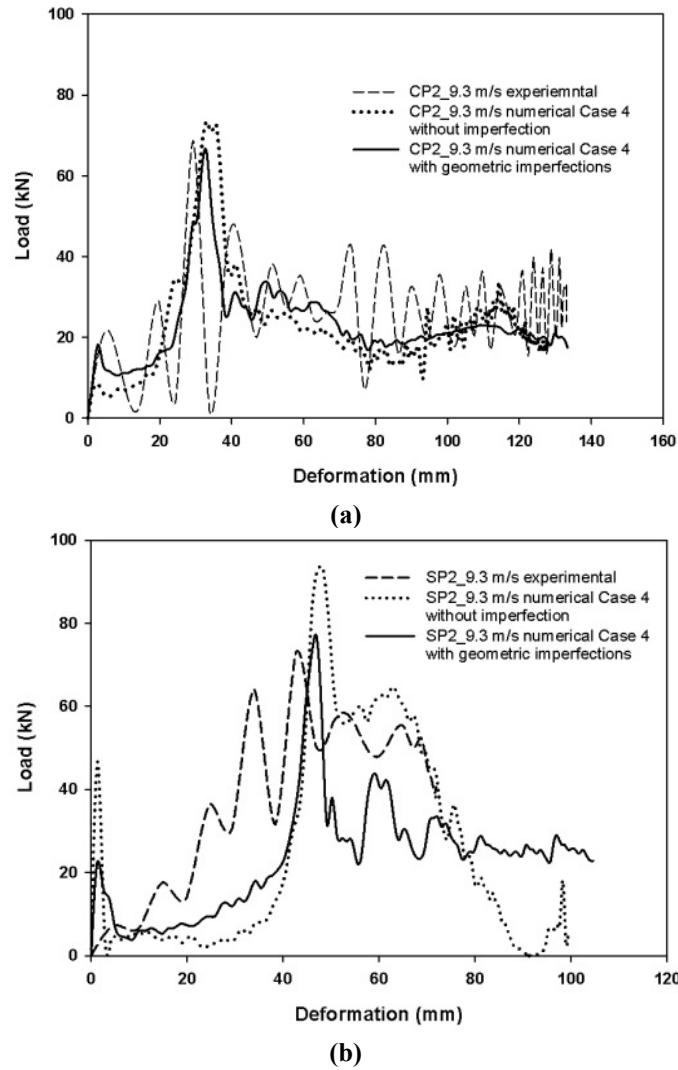 100
80
60
40
20
0
Load (kN)
CP2_9.3 m/s experiemntal
CP2_9.3 m/s numerical Case 4
without imperfection
CP2_9.3 m/s numerical Case 4
with geometric imperfections
0 20 40 60 80 100 120 140 160
Deformation (mm)
(a)
100
80
60
40
20
0
Load (kN)
SP2_9.3 m/s experimental
SP2_9.3 m/s numerical Case 4
without imperfection
SP2_9.3 m/s numerical Case 4
with geometric imperfections
0 20 40 60 80 100 120
Deformation (mm)
(b)